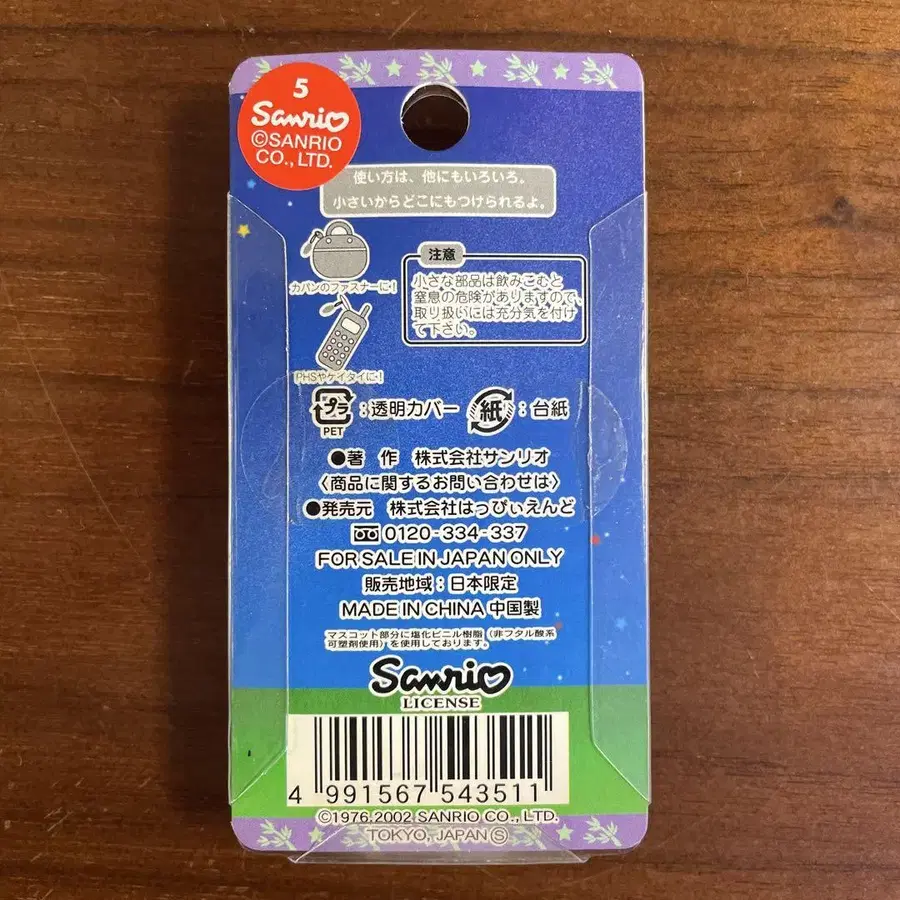 5
Sanrio
©SANRIO
CO., LTD.
使い方は、他にもいろいろ。
小さいからどこにもつけられるよ。
カバンのファスナーに!
PHSやケイタイに!
注意
小さな部品は飲みこむと
窒息の危険がありますので、
取り扱いには充分気を付け
て下さい。
プラ
PET
:透明カバー
紙
:台紙
●著 作 株式会社サンリオ
〈商品に関するお問い合わせは〉
●発売元 株式会社はっぴぃえんど
0120-334-337
FOR SALE IN JAPAN ONLY
販売地域:日本限定
MADE IN CHINA 中国製
マスコット部分に塩化ビニル樹脂(非フタル酸系
可塑剤使用)を使用しております。
Sanrio
LICENSE
4 991567 543511
©1976,2002 SANRIO CO., LTD.
TOKYO, JAPAN Ⓢ